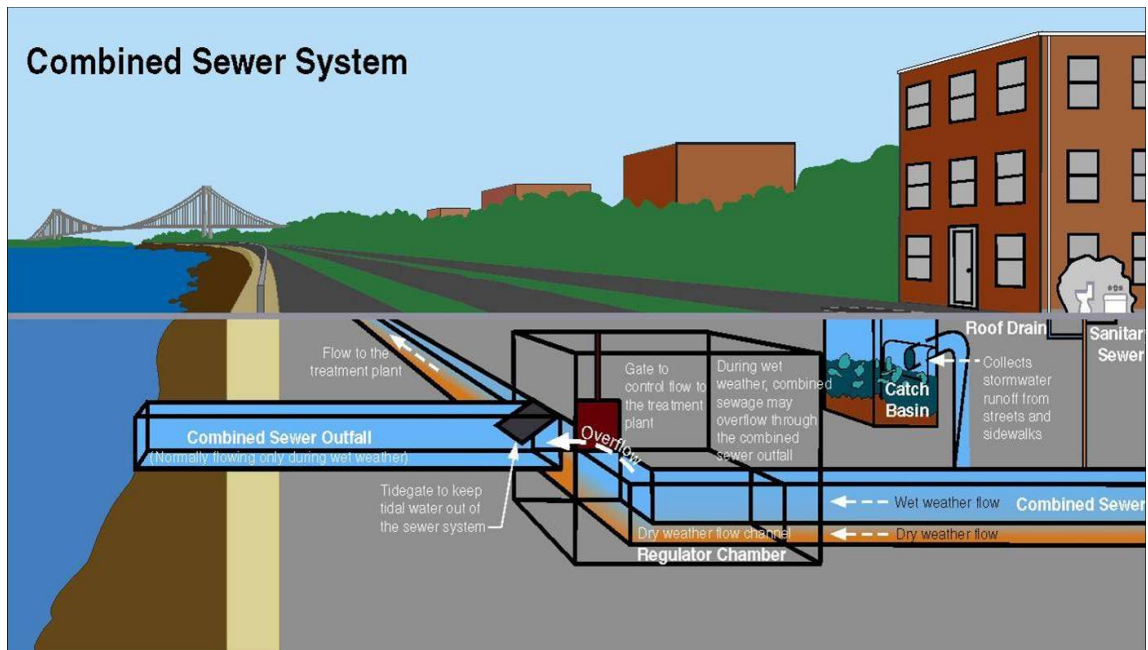 Combined Sewer System
Flow to the
treatment plant
Gate to
control flow to
the treatment
plant
During wet
weather, combined
sewage may
overflow through
the combined
sewer outfall
Roof Drain
Sanitar
Sewer
Catch
Basin
Collects
stormwater
runoff from
streets and
sidewalks
Combined Sewer Outfall
(Normally flowing only during wet weather)
Overflow
Tidegate to keep
tidal water out of
the sewer system
Wet weather flow
Combined Sewer
Dry weather flow channel
Dry weather flow
Regulator Chamber